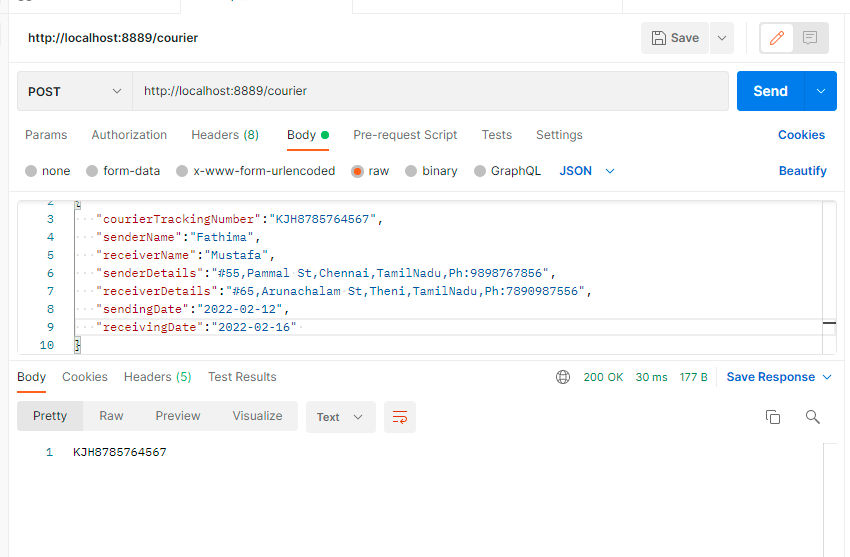 http://localhost:8889/courier
Save
POST
http://localhost:8889/courier
Send
Params Authorization Headers (8) Body Pre-request Script Tests Settings Cookies
none form-data x-www-form-urlencoded raw binary GraphQL JSON Beautify
2 {
3 "courierTrackingNumber":"KJH8785764567",
4 "senderName":"Fathima",
5 "receiverName":"Mustafa",
6 "senderDetails":"#55,Pammal St,Chennai,TamilNadu,Ph:9898767856",
7 "receiverDetails":"#65,Arunachalam St,Theni,TamilNadu,Ph:7890987556",
8 "sendingDate":"2022-02-12",
9 "receivingDate":"2022-02-16"
10 }
Body Cookies Headers (5) Test Results 200 OK 30 ms 177 B Save Response
Pretty Raw Preview Visualize Text
1 KJH8785764567